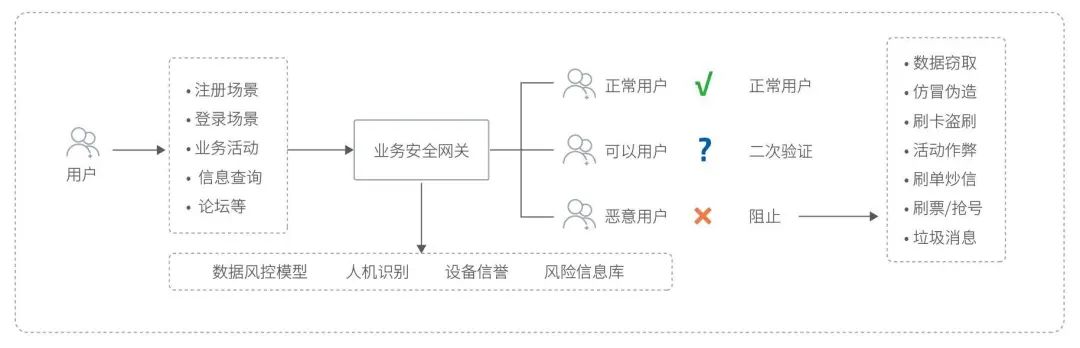 用户
• 注册场景
• 登录场景
• 业务活动
• 信息查询
• 论坛等
业务安全网关
正常用户 √ 正常用户
可以用户 ? 二次验证
恶意用户 × 阻止
• 数据窃取
• 仿冒伪造
• 刷卡盗刷
• 活动作弊
• 刷单炒信
• 刷票/抢号
• 垃圾消息
数据风控模型 人机识别 设备信誉 风险信息库